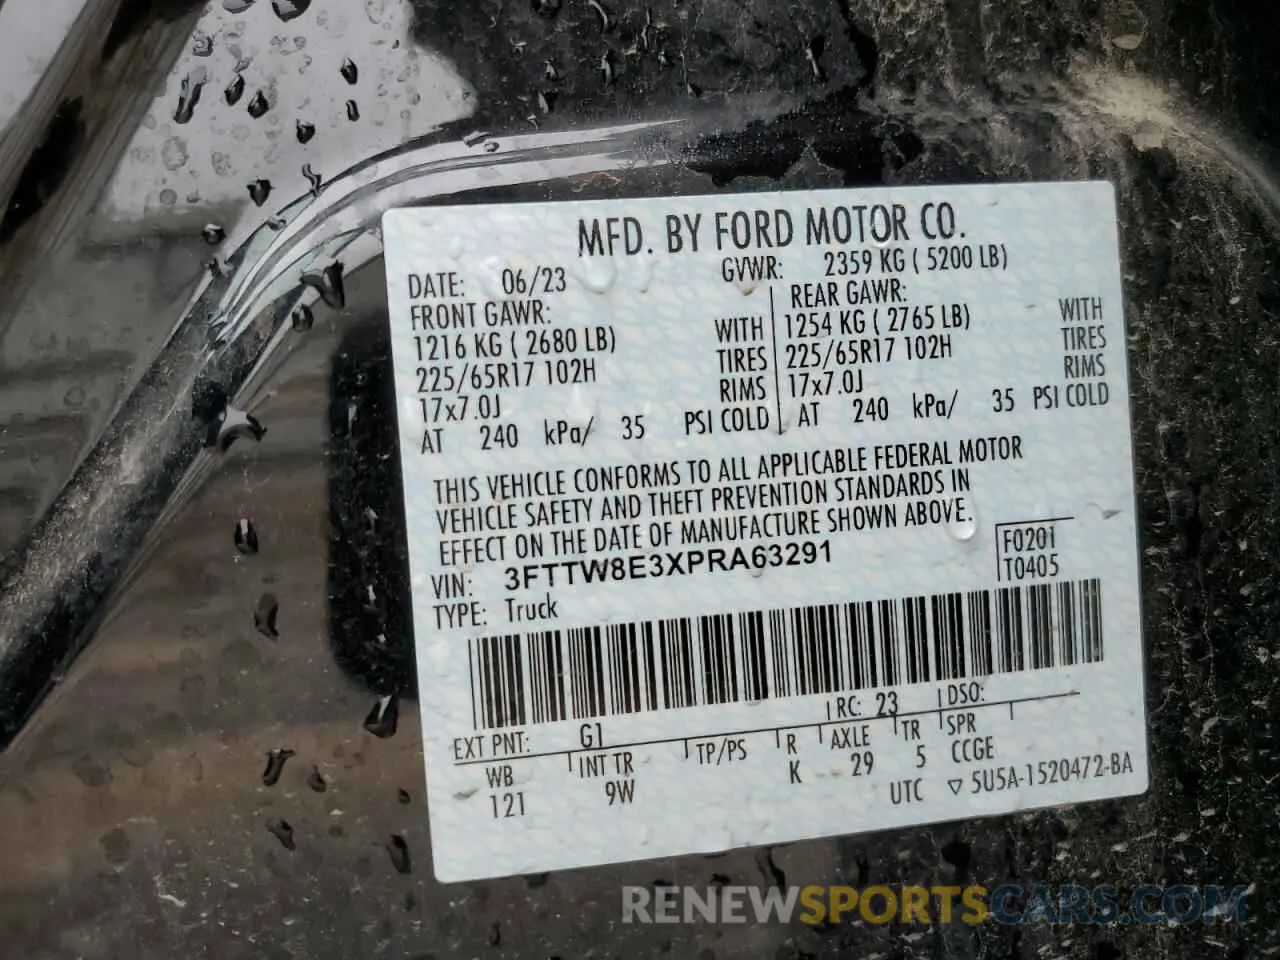 MFD. BY FORD MOTOR CO.
DATE: 06/23 GVWR: 2359 KG ( 5200 LB)
FRONT GAWR: REAR GAWR:
1216 KG ( 2680 LB) WITH 1254 KG ( 2765 LB) WITH
225/65R17 102H TIRES 225/65R17 102H TIRES
17x7.0J RIMS 17x7.0J RIMS
AT 240 kPa/ 35 PSI COLD AT 240 kPa/ 35 PSI COLD
THIS VEHICLE CONFORMS TO ALL APPLICABLE FEDERAL MOTOR
VEHICLE SAFETY AND THEFT PREVENTION STANDARDS IN
EFFECT ON THE DATE OF MANUFACTURE SHOWN ABOVE.
VIN: 3FTTW8E3XPRA63291 F0201
TYPE: Truck T0405
EXT PNT: G1 RC: 23 DSO:
WB INT TR TP/PS R AXLE TR SPR
121 9W K 29 5 CCGE
UTC ▽ 5U5A-1520472-BA
RENEWSPORTSCARS.COM